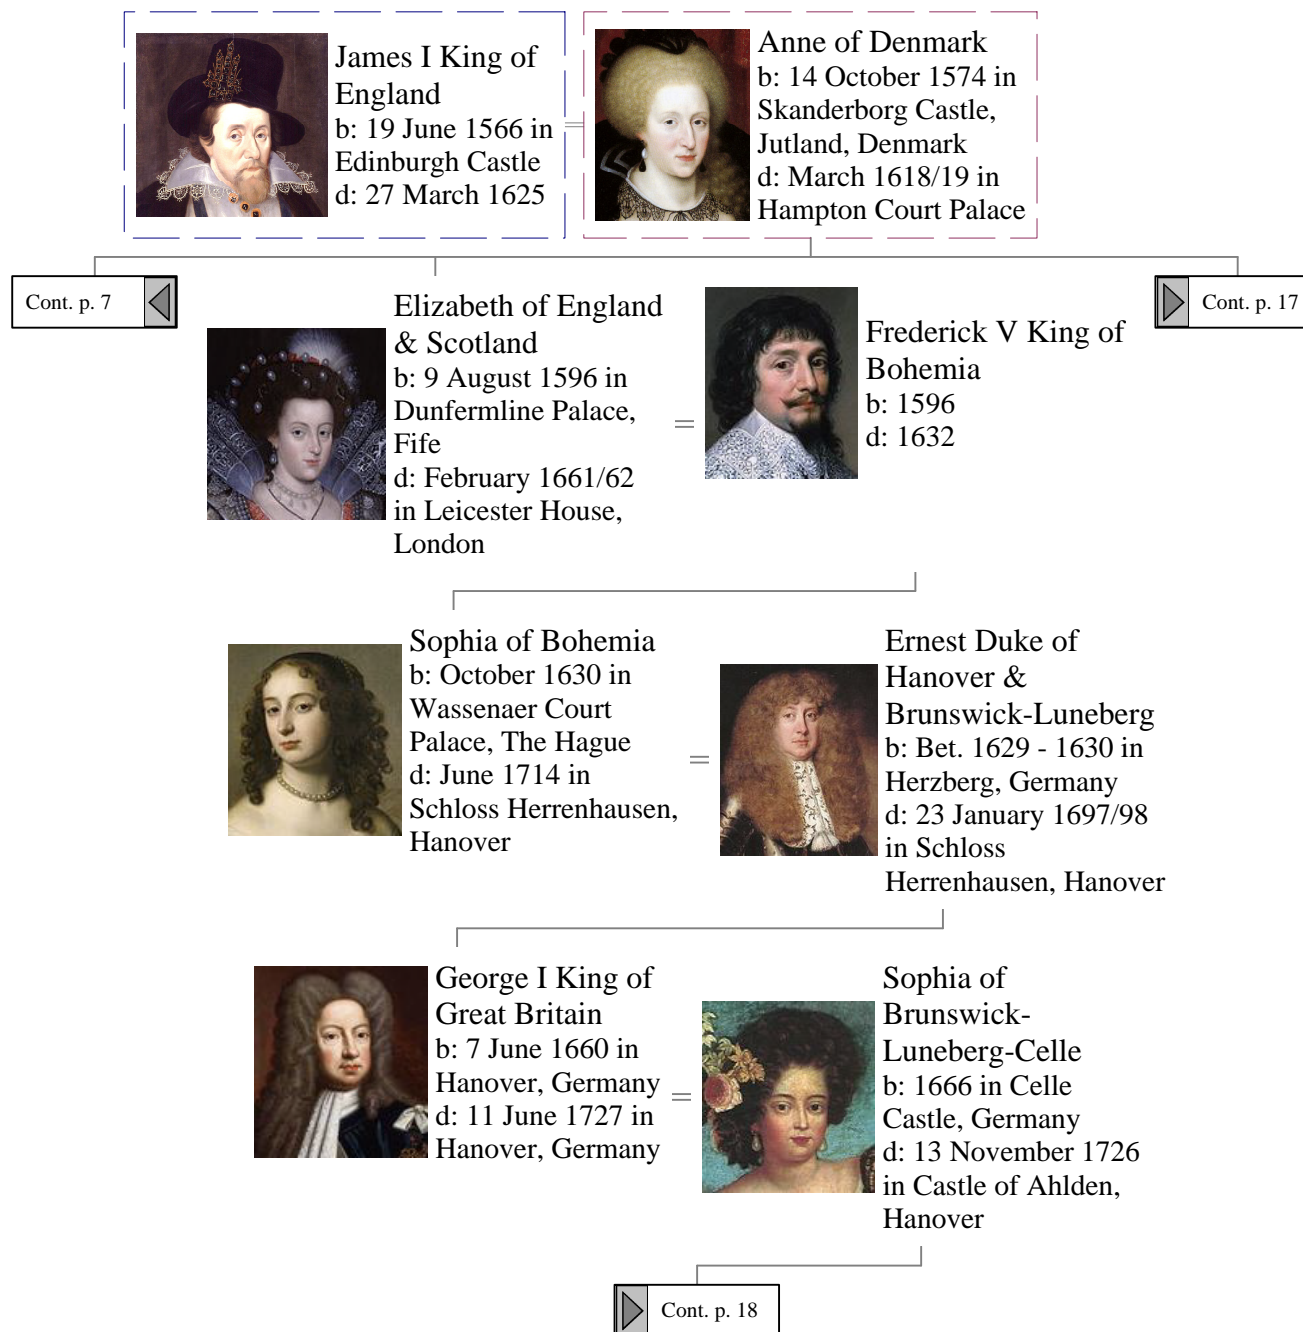 James I King of
England
b: 19 June 1566 in
Edinburgh Castle
d: 27 March 1625
Anne of Denmark
b: 14 October 1574 in
Skanderborg Castle,
Jutland, Denmark
d: March 1618/19 in
Hampton Court Palace
Cont. p. 7
Cont. p. 17
Elizabeth of England
& Scotland
b: 9 August 1596 in
Dunfermline Palace,
Fife
d: February 1661/62
in Leicester House,
London
=
Frederick V King of
Bohemia
b: 1596
d: 1632
Sophia of Bohemia
b: October 1630 in
Wassenaer Court
Palace, The Hague
d: June 1714 in
Schloss Herrenhausen,
Hanover
=
Ernest Duke of
Hanover &
Brunswick-Luneberg
b: Bet. 1629 - 1630 in
Herzberg, Germany
d: 23 January 1697/98
in Schloss
Herrenhausen, Hanover
George I King of
Great Britain
b: 7 June 1660 in
Hanover, Germany
d: 11 June 1727 in
Hanover, Germany
=
Sophia of
Brunswick-
Luneberg-Celle
b: 1666 in Celle
Castle, Germany
d: 13 November 1726
in Castle of Ahlden,
Hanover
Cont. p. 18